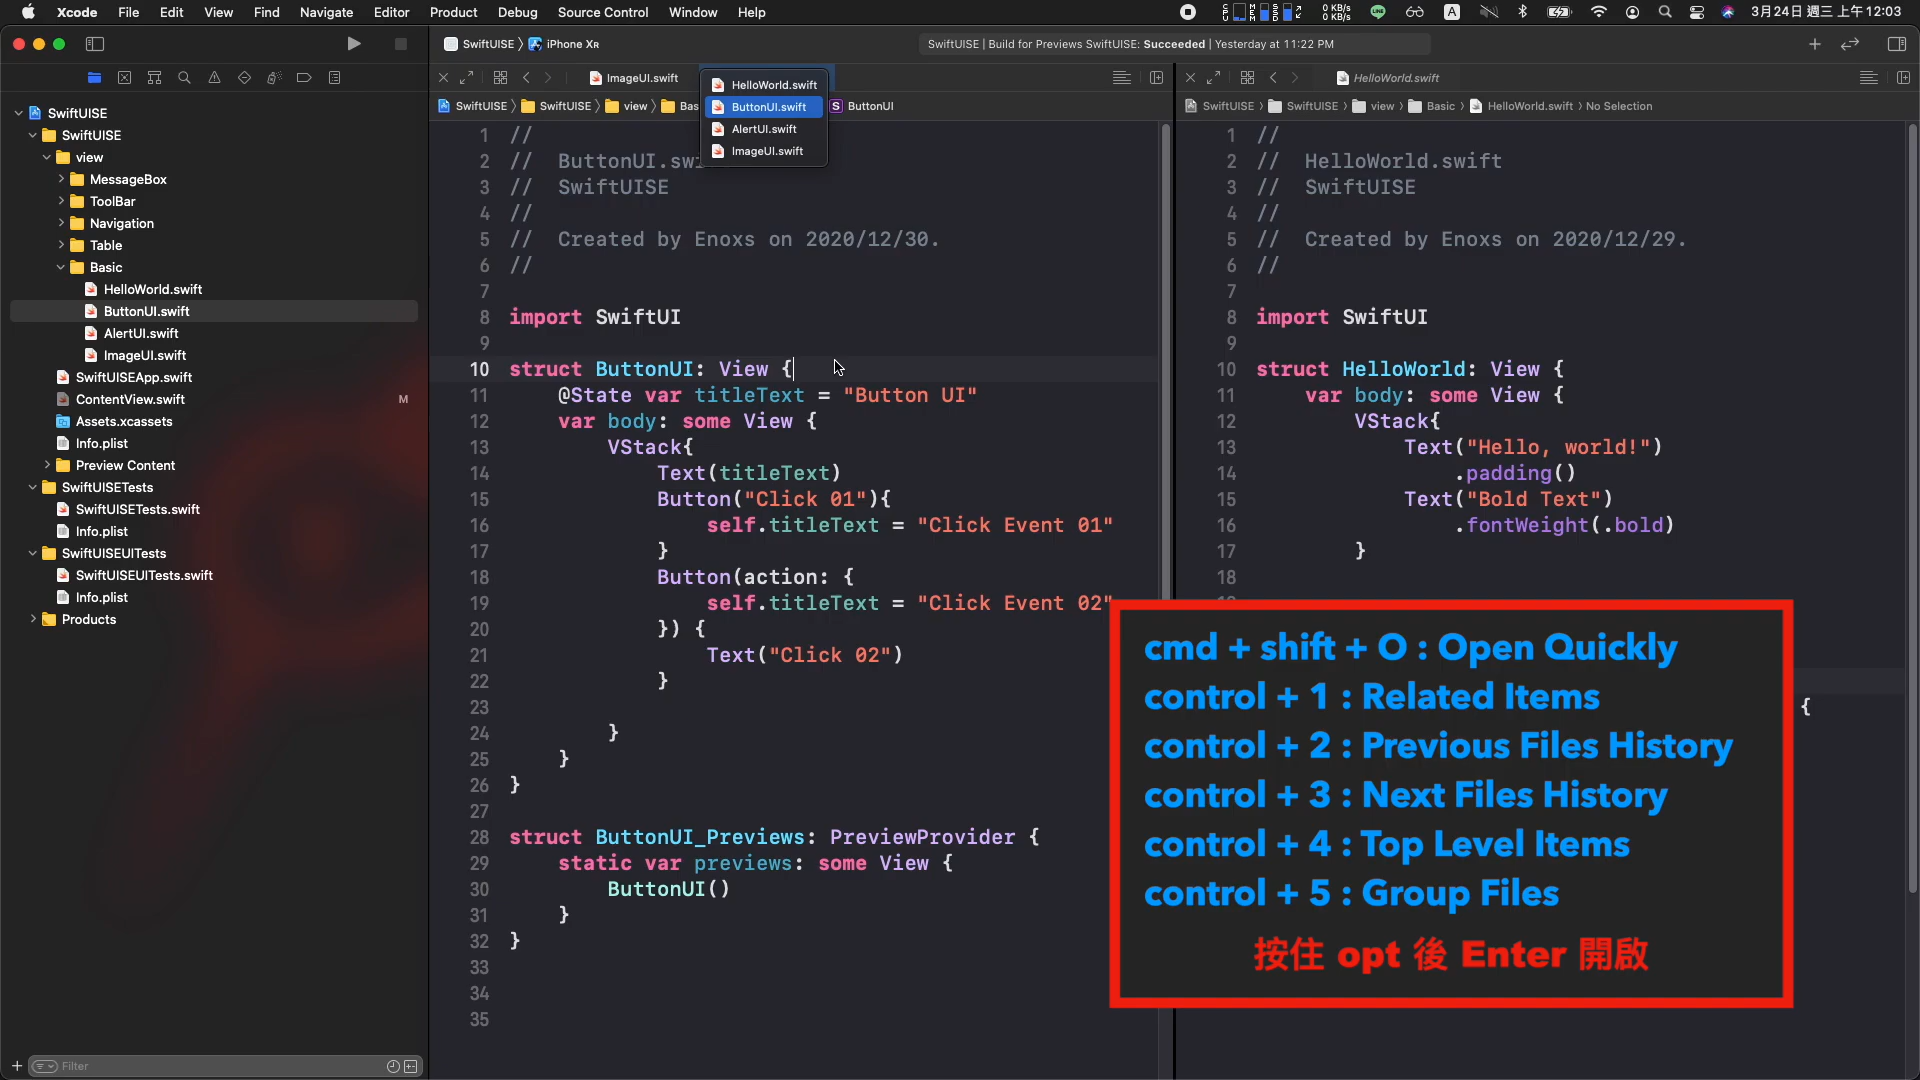 Xcode File Edit View Find Navigate Editor Product Debug Source Control Window Help
0 KB/s
0 KB/s
A
3月24日 週三 上午 12:03
SwiftUISE 〉 iPhone XR
SwiftUISE | Build for Previews SwiftUISE: Succeeded | Yesterday at 11:22 PM
SwiftUISE
SwiftUISE
view
MessageBox
ToolBar
Navigation
Table
Basic
HelloWorld.swift
ButtonUI.swift
AlertUI.swift
ImageUI.swift
SwiftUISEApp.swift
ContentView.swift M
Assets.xcassets
Info.plist
Preview Content
SwiftUISETests
SwiftUISETests.swift
Info.plist
SwiftUISEUITests
SwiftUISEUITests.swift
Info.plist
Products
Filter
ImageUI.swift
SwiftUISE 〉 SwiftUISE 〉 view 〉 Bas
S ButtonUI
HelloWorld.swift
ButtonUI.swift
AlertUI.swift
ImageUI.swift
1 //
2 // ButtonUI.swi
3 // SwiftUISE
4 //
5 // Created by Enoxs on 2020/12/30.
6 //
7
8 import SwiftUI
9
10 struct ButtonUI: View {
11 @State var titleText = "Button UI"
12 var body: some View {
13 VStack{
14 Text(titleText)
15 Button("Click 01"){
16 self.titleText = "Click Event 01"
17 }
18 Button(action: {
19 self.titleText = "Click Event 02"
20 }) {
21 Text("Click 02")
22 }
23
24 }
25 }
26 }
27
28 struct ButtonUI_Previews: PreviewProvider {
29 static var previews: some View {
30 ButtonUI()
31 }
32 }
33
34
35
HelloWorld.swift
SwiftUISE 〉 SwiftUISE 〉 view 〉 Basic 〉 HelloWorld.swift 〉 No Selection
1 //
2 // HelloWorld.swift
3 // SwiftUISE
4 //
5 // Created by Enoxs on 2020/12/29.
6 //
7
8 import SwiftUI
9
10 struct HelloWorld: View {
11 var body: some View {
12 VStack{
13 Text("Hello, world!")
14 .padding()
15 Text("Bold Text")
16 .fontWeight(.bold)
17 }
18
{
cmd + shift + O : Open Quickly
control + 1 : Related Items
control + 2 : Previous Files History
control + 3 : Next Files History
control + 4 : Top Level Items
control + 5 : Group Files
按住 opt 後 Enter 開啟